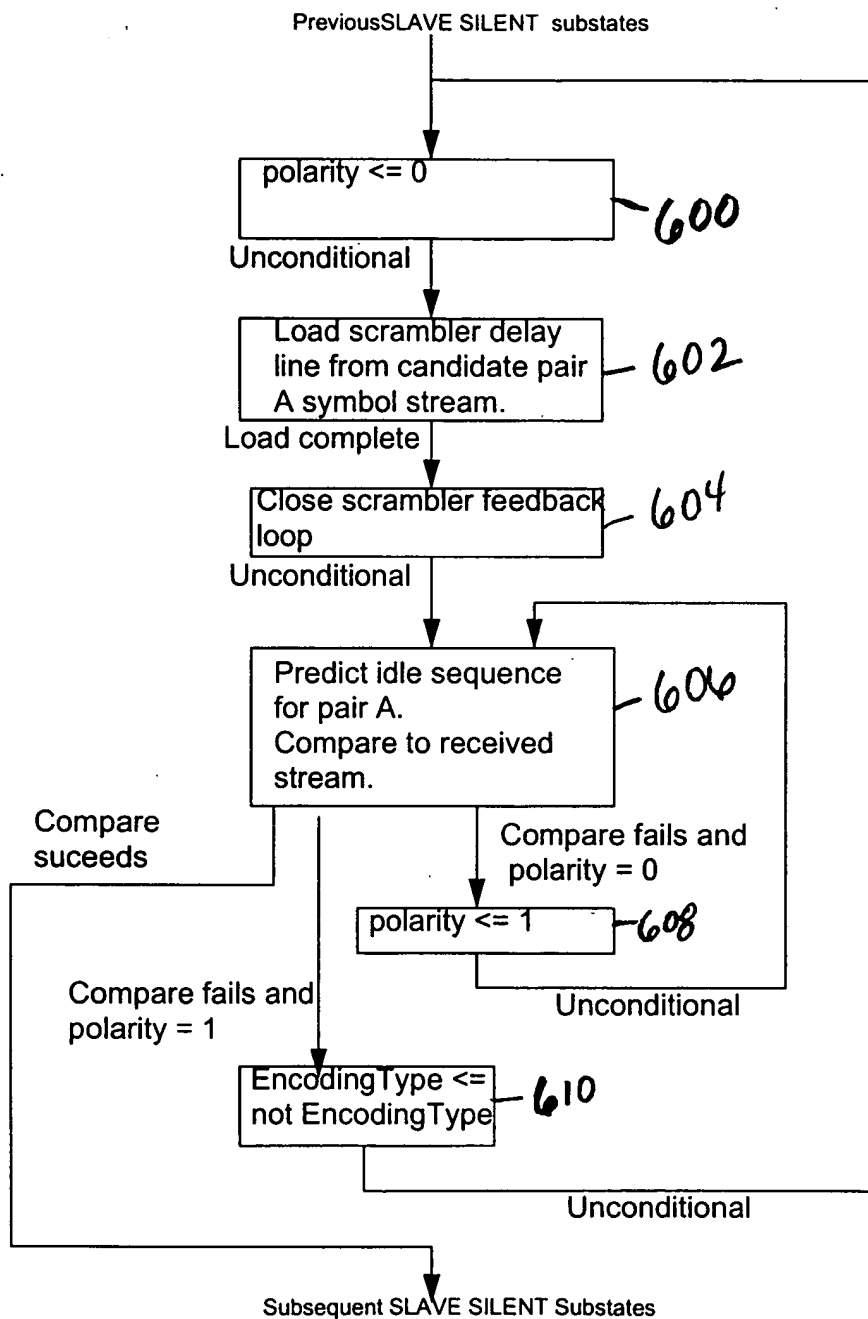 PreviousSLAVE SILENT substates
polarity <= 0
600
Unconditional
Load scrambler delay
line from candidate pair
A symbol stream.
602
Load complete
Close scrambler feedback
loop
604
Unconditional
Predict idle sequence
for pair A.
Compare to received
stream.
606
Compare
suceeds
Compare fails and
polarity = 0
polarity <= 1
608
Unconditional
Compare fails and
polarity = 1
EncodingType <=
not EncodingType
610
Unconditional
Subsequent SLAVE SILENT Substates